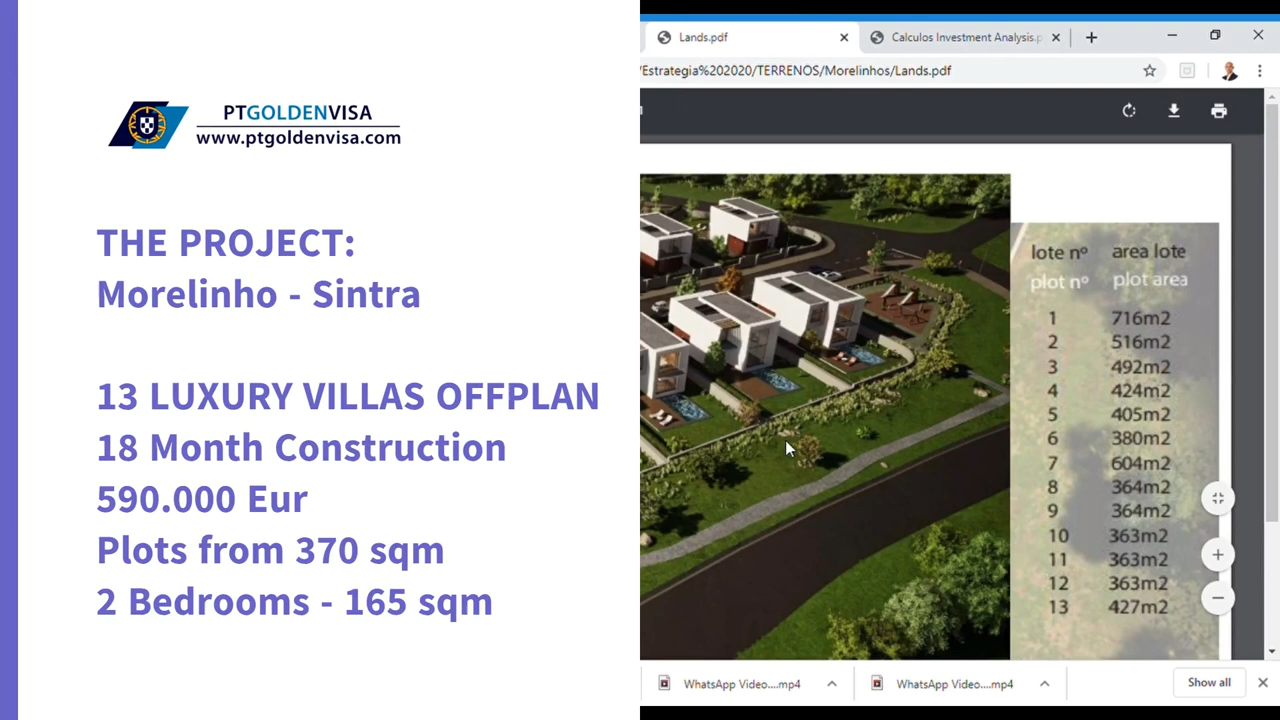 PTGOLDENVISA
www.ptgoldenvisa.com
THE PROJECT:
Morelinho - Sintra
13 LUXURY VILLAS OFFPLAN
18 Month Construction
590.000 Eur
Plots from 370 sqm
2 Bedrooms - 165 sqm
Lands.pdf
Calculos Investment Analysis.p
/Estrategia%202020/TERRENOS/Morelinhos/Lands.pdf
lote nº area lote
plot nº plot area
1 716m2
2 516m2
3 492m2
4 424m2
5 405m2
6 380m2
7 604m2
8 364m2
9 364m2
10 363m2
11 363m2
12 363m2
13 427m2
WhatsApp Video....mp4
WhatsApp Video....mp4
Show all